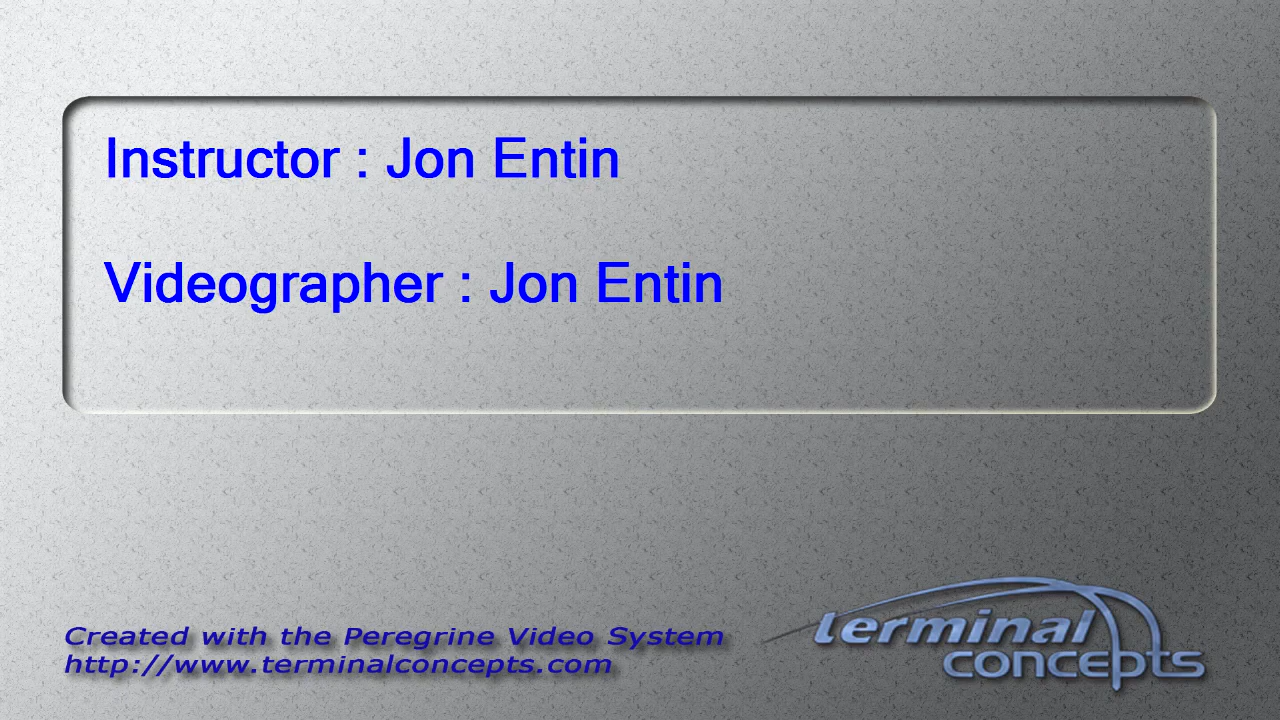 Instructor : Jon Entin
Videographer : Jon Entin
Created with the Peregrine Video System
http://www.terminalconcepts.com
terminal
concepts